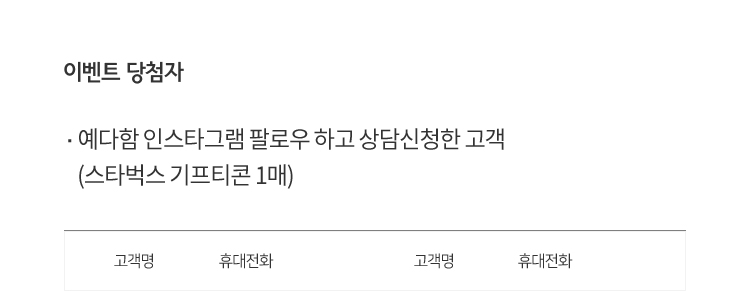 이벤트 당첨자
· 예다함 인스타그램 팔로우 하고 상담신청한 고객
(스타벅스 기프티콘 1매)
고객명 휴대전화 고객명 휴대전화